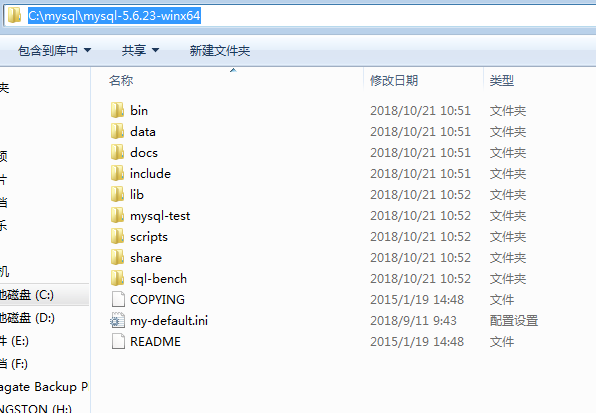 C:\mysql\mysql-5.6.23-winx64
包含到库中 共享 新建文件夹
名称 修改日期 类型
夹
bin 2018/10/21 10:51 文件夹
data 2018/10/21 10:51 文件夹
docs 2018/10/21 10:51 文件夹
include 2018/10/21 10:51 文件夹
lib 2018/10/21 10:52 文件夹
mysql-test 2018/10/21 10:52 文件夹
scripts 2018/10/21 10:52 文件夹
share 2018/10/21 10:52 文件夹
sql-bench 2018/10/21 10:52 文件夹
COPYING 2015/1/19 14:48 文件
my-default.ini 2018/9/11 9:43 配置设置
README 2015/1/19 14:48 文件
频
片
档
乐
机
地磁盘 (C:)
地磁盘 (D:)
件 (E:)
档 (F:)
agate Backup P
NGSTON (H:)